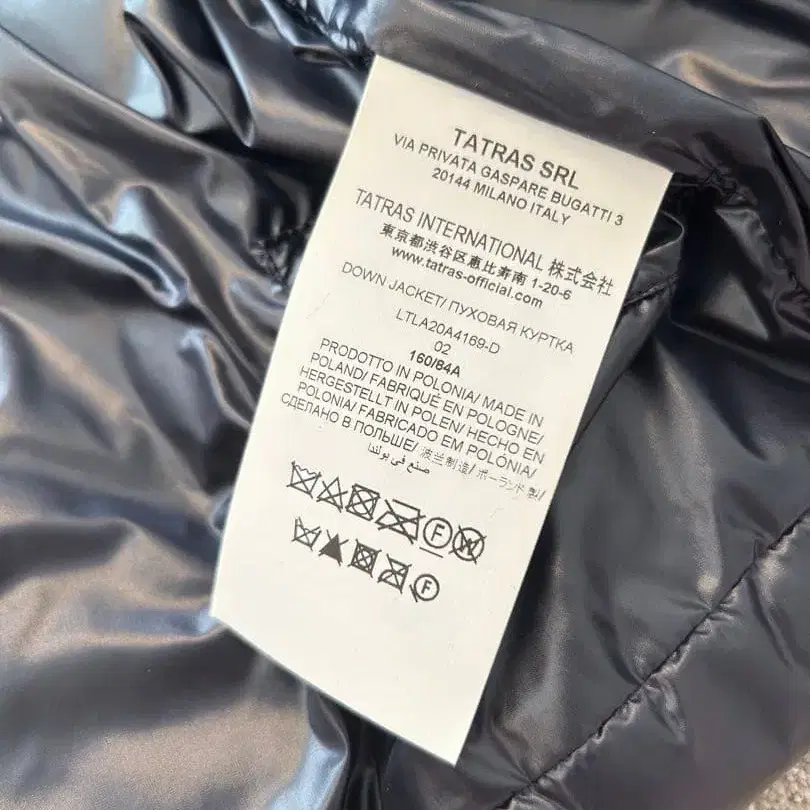 TATRAS SRL
VIA PRIVATA GASPARE BUGATTI 3
20144 MILANO ITALY
TATRAS INTERNATIONAL 株式会社
東京都渋谷区恵比寿南 1-20-6
www.tatras-official.com
DOWN JACKET/ ПУХОВАЯ КУРТКА
LTLA20A4169-D
02
160/84A
PRODOTTO IN POLONIA/ MADE IN
POLAND/ FABRIQUÉ EN POLOGNE/
HERGESTELLT IN POLEN/ HECHO EN
POLONIA/ FABRICADO EM POLÓNIA/
СДЕЛАНО В ПОЛЬШЕ/ 波兰制造/ ポーランド製/
صنع في بولندا
F W
F